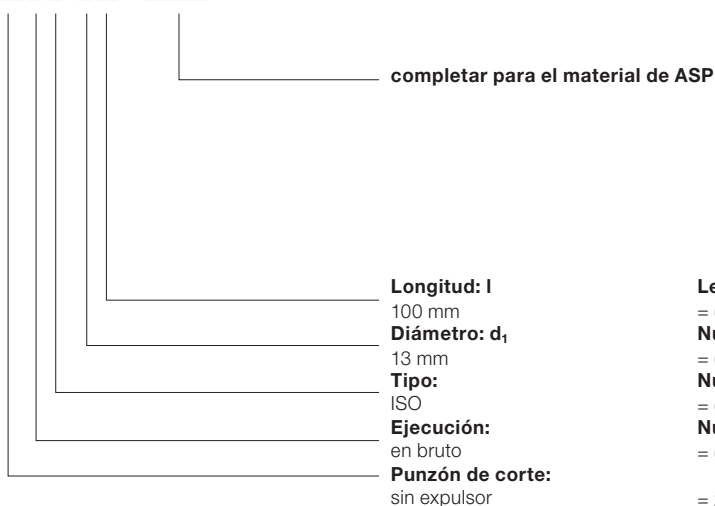 completar para el material de ASP
Longitud: l
100 mm
=
Diámetro: d₁
13 mm
=
Tipo:
ISO
=
Ejecución:
en bruto
=
Punzón de corte:
sin expulsor
=